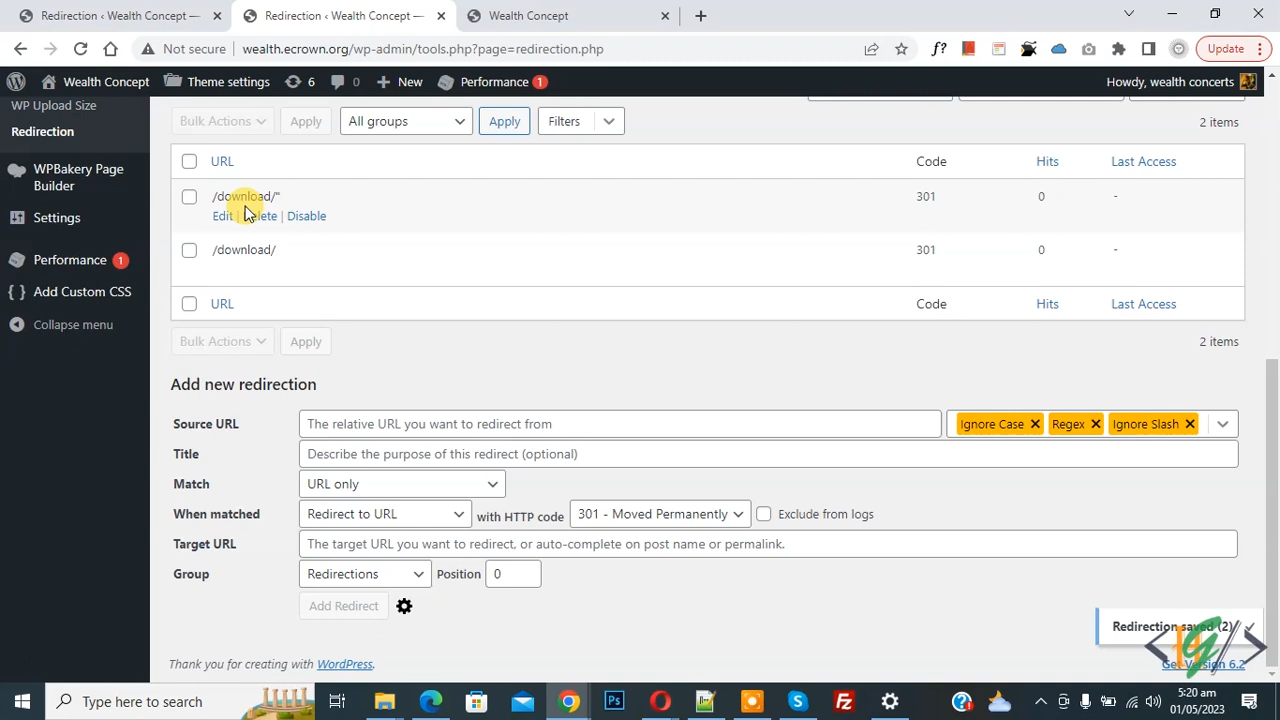 Redirection ‹ Wealth Concept —
Redirection ‹ Wealth Concept —
Wealth Concept
Not secure
wealth.ecrown.org/wp-admin/tools.php?page=redirection.php
f?
Update
Wealth Concept
Theme settings
6
0
New
Performance 1
Howdy, wealth concerts
WP Upload Size
Redirection
WPBakery Page
Builder
Settings
Performance 1
Add Custom CSS
Collapse menu
Bulk Actions
Apply
All groups
Apply
Filters
2 items
URL
Code
Hits
Last Access
/download/*
301
0
-
Edit | Delete | Disable
/download/
301
0
-
URL
Code
Hits
Last Access
Bulk Actions
Apply
2 items
Add new redirection
Source URL
The relative URL you want to redirect from
Ignore Case
Regex
Ignore Slash
Title
Describe the purpose of this redirect (optional)
Match
URL only
When matched
Redirect to URL
with HTTP code
301 - Moved Permanently
Exclude from logs
Target URL
The target URL you want to redirect, or auto-complete on post name or permalink.
Group
Redirections
Position
0
Add Redirect
Redirection saved (2)
Thank you for creating with WordPress.
Get Version 6.2
Type here to search
Ps
5:20 am
01/05/2023